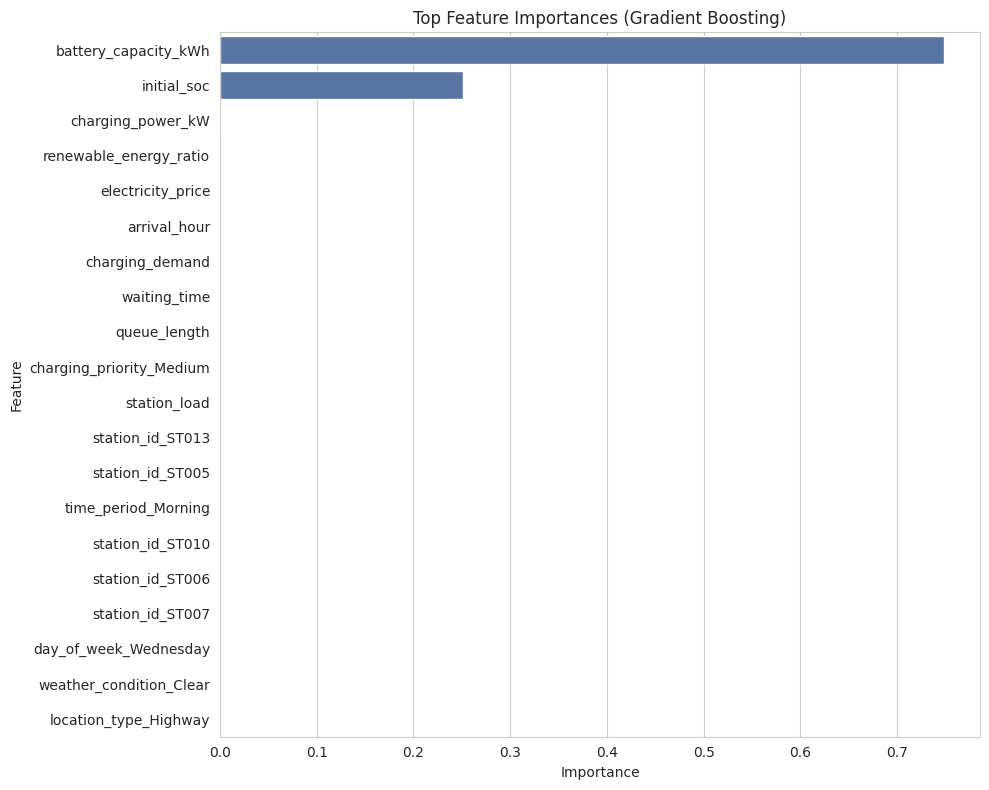 Top Feature Importances (Gradient Boosting)
battery_capacity_kWh
initial_soc
charging_power_kW
renewable_energy_ratio
electricity_price
arrival_hour
charging_demand
waiting_time
queue_length
charging_priority_Medium
station_load
station_id_ST013
station_id_ST005
time_period_Morning
station_id_ST010
station_id_ST006
station_id_ST007
day_of_week_Wednesday
weather_condition_Clear
location_type_Highway
Feature
0.0 0.1 0.2 0.3 0.4 0.5 0.6 0.7
Importance